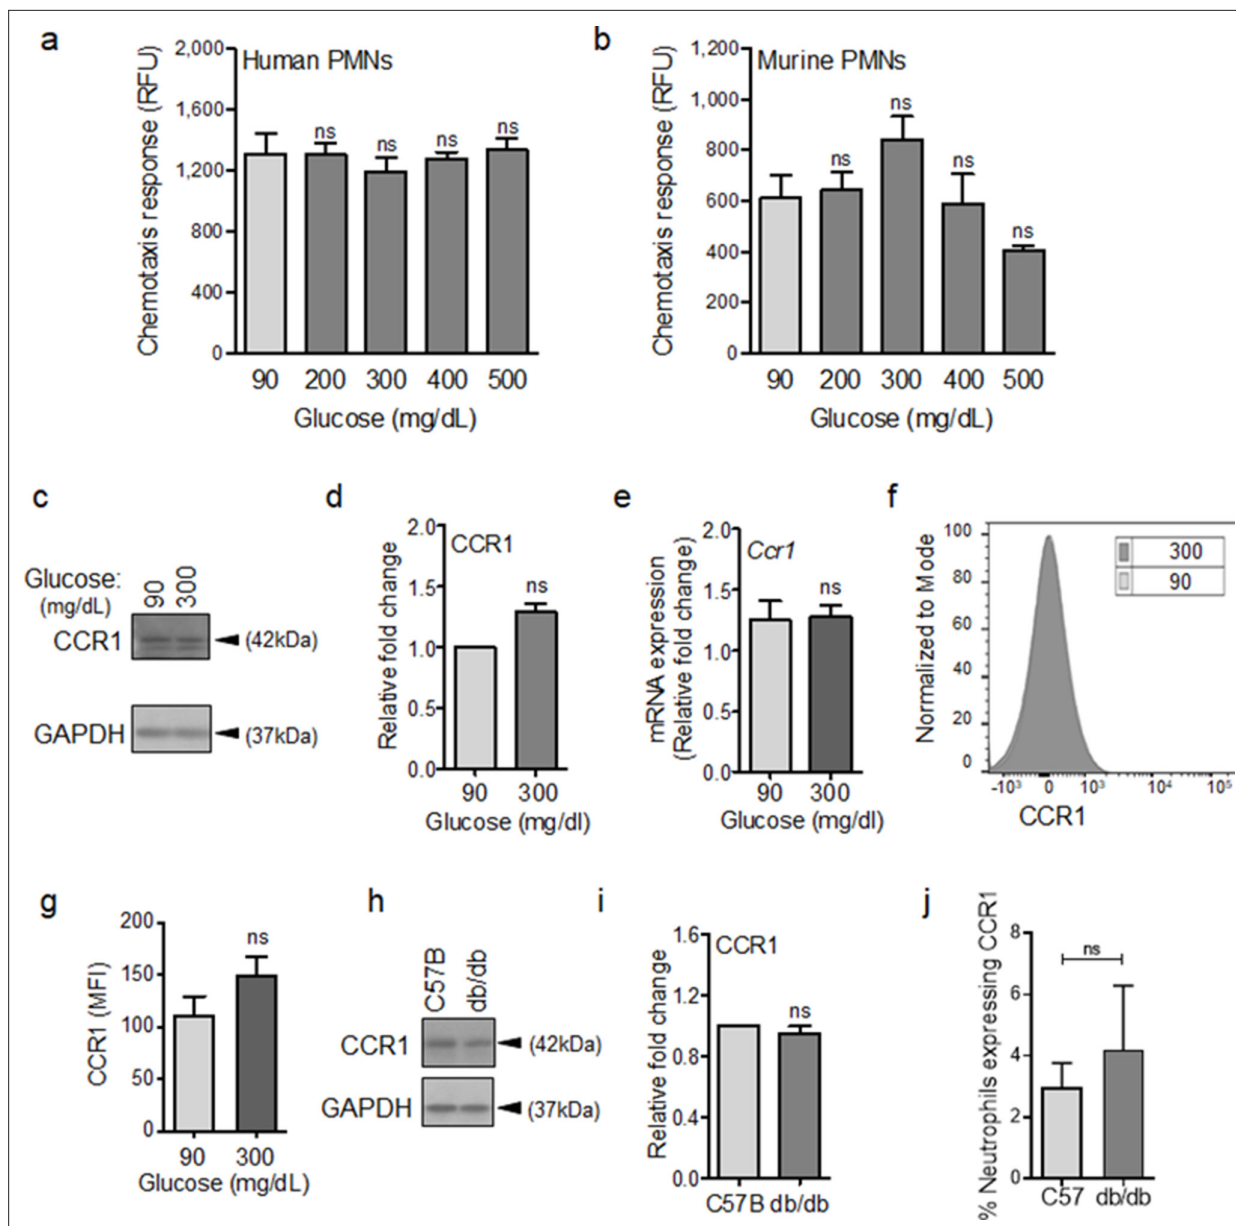 a
2,000
1,600
1,200
800
400
0
Chemotaxis response (RFU)
Human PMNs
ns
ns
ns
ns
90 200 300 400 500
Glucose (mg/dL)
b
1,200
1,000
800
600
400
200
0
Chemotaxis response (RFU)
Murine PMNs
ns
ns
ns
ns
90 200 300 400 500
Glucose (mg/dL)
c
Glucose:
(mg/dL)
90
300
CCR1 (42kDa)
GAPDH (37kDa)
d
2.0
1.5
1.0
0.5
0.0
Relative fold change
CCR1
ns
90 300
Glucose (mg/dl)
e
2.0
1.5
1.0
0.5
0.0
mRNA expression
(Relative fold change)
Ccr1
ns
90 300
Glucose (mg/dl)
f
100
80
60
40
20
0
Normalized to Mode
300
90
-10³ 0 10³ 10⁴ 10⁵
CCR1
g
200
150
100
50
0
CCR1 (MFI)
ns
90 300
Glucose (mg/dL)
h
C57B
db/db
CCR1 (42kDa)
GAPDH (37kDa)
i
1.6
1.2
0.8
0.4
0.0
Relative fold change
CCR1
ns
C57B db/db
j
8
6
4
2
0
% Neutrophils expressing CCR1
ns
C57 db/db